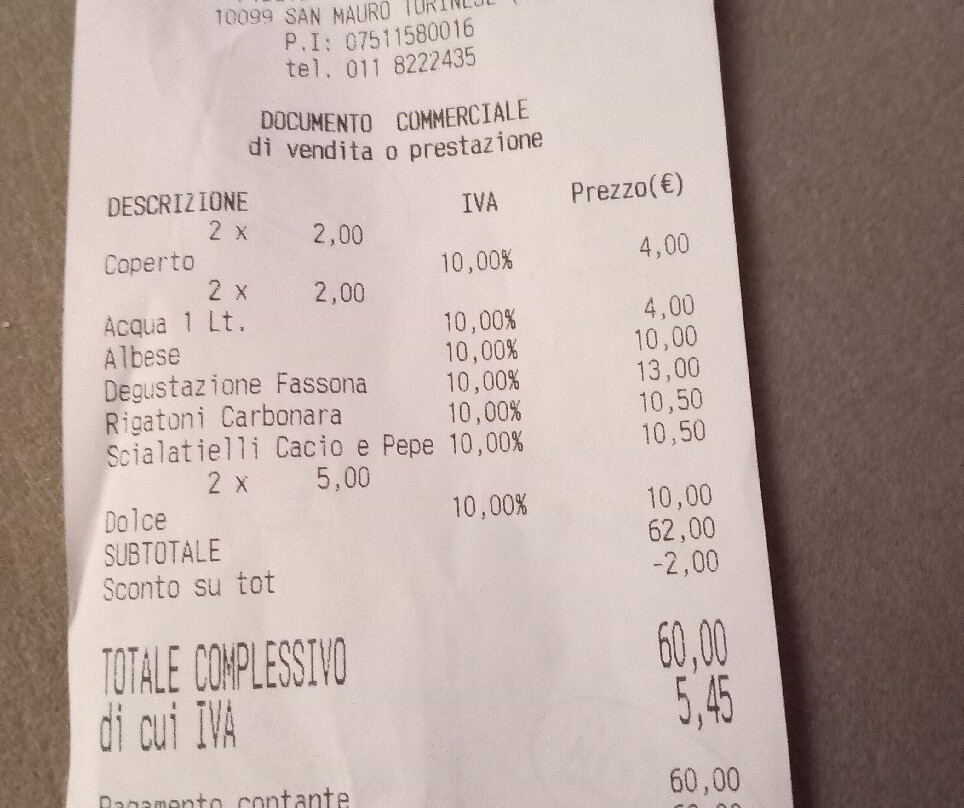 10099 SAN MAURO TORINESE (
P.I: 07511580016
tel. 011 8222435
DOCUMENTO COMMERCIALE
di vendita o prestazione
DESCRIZIONE IVA Prezzo(€)
2 x 2,00
Coperto 10,00% 4,00
2 x 2,00
Acqua 1 Lt. 10,00% 4,00
Albese 10,00% 10,00
Degustazione Fassona 10,00% 13,00
Rigatoni Carbonara 10,00% 10,50
Scialatielli Cacio e Pepe 10,00% 10,50
2 x 5,00
Dolce 10,00% 10,00
SUBTOTALE 62,00
Sconto su tot -2,00
TOTALE COMPLESSIVO 60,00
di cui IVA 5,45
Pagamento contante 60,00